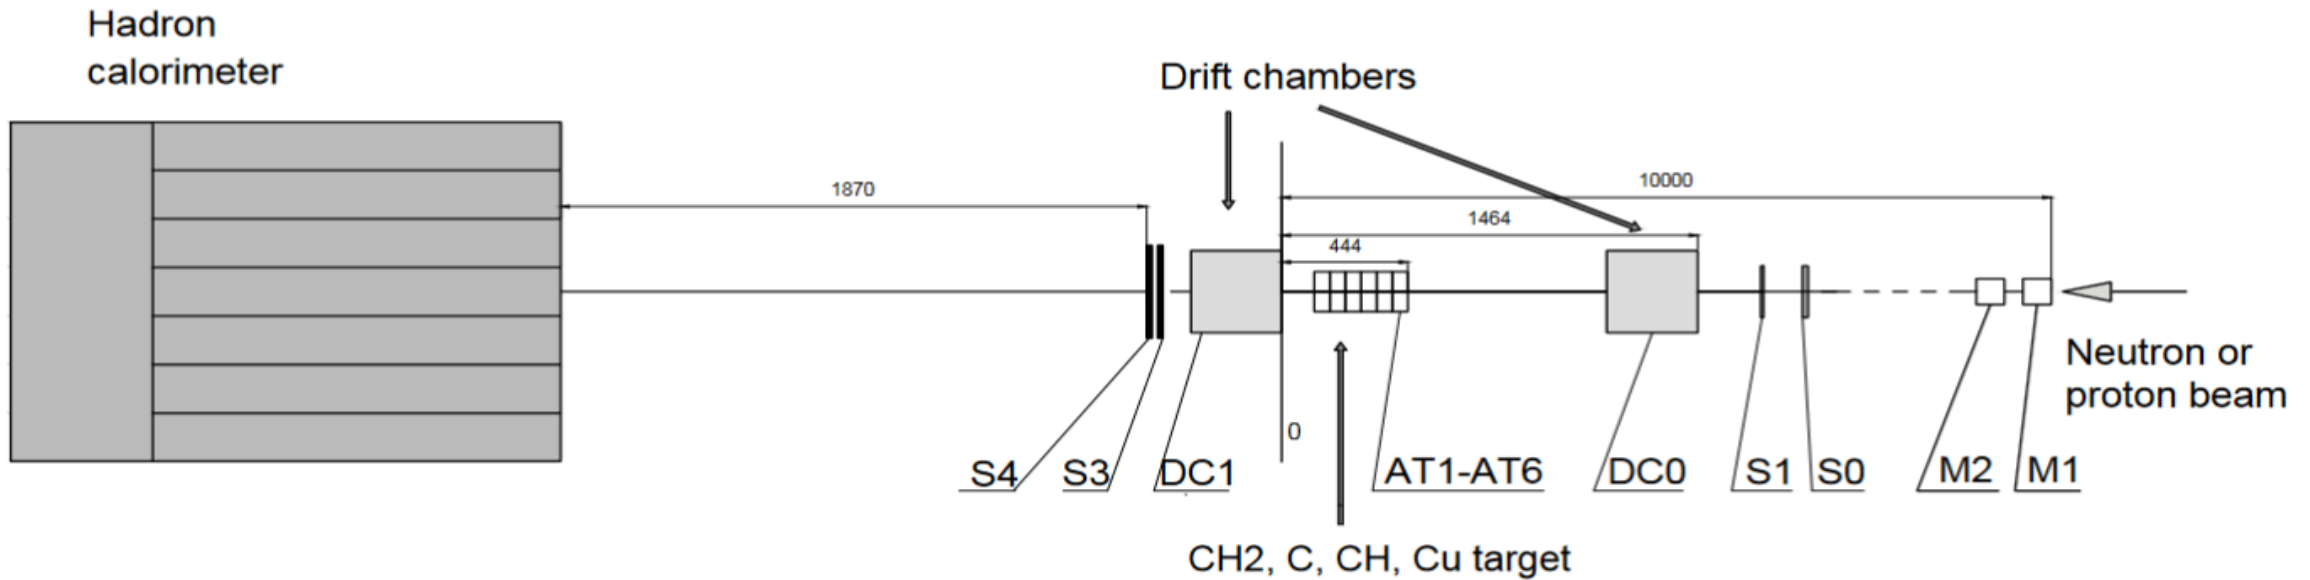 Hadron
calorimeter
Drift chambers
1870
10000
1464
444
0
Neutron or
proton beam
S4
S3
DC1
AT1-AT6
DC0
S1
S0
M2
M1
CH2, C, CH, Cu target